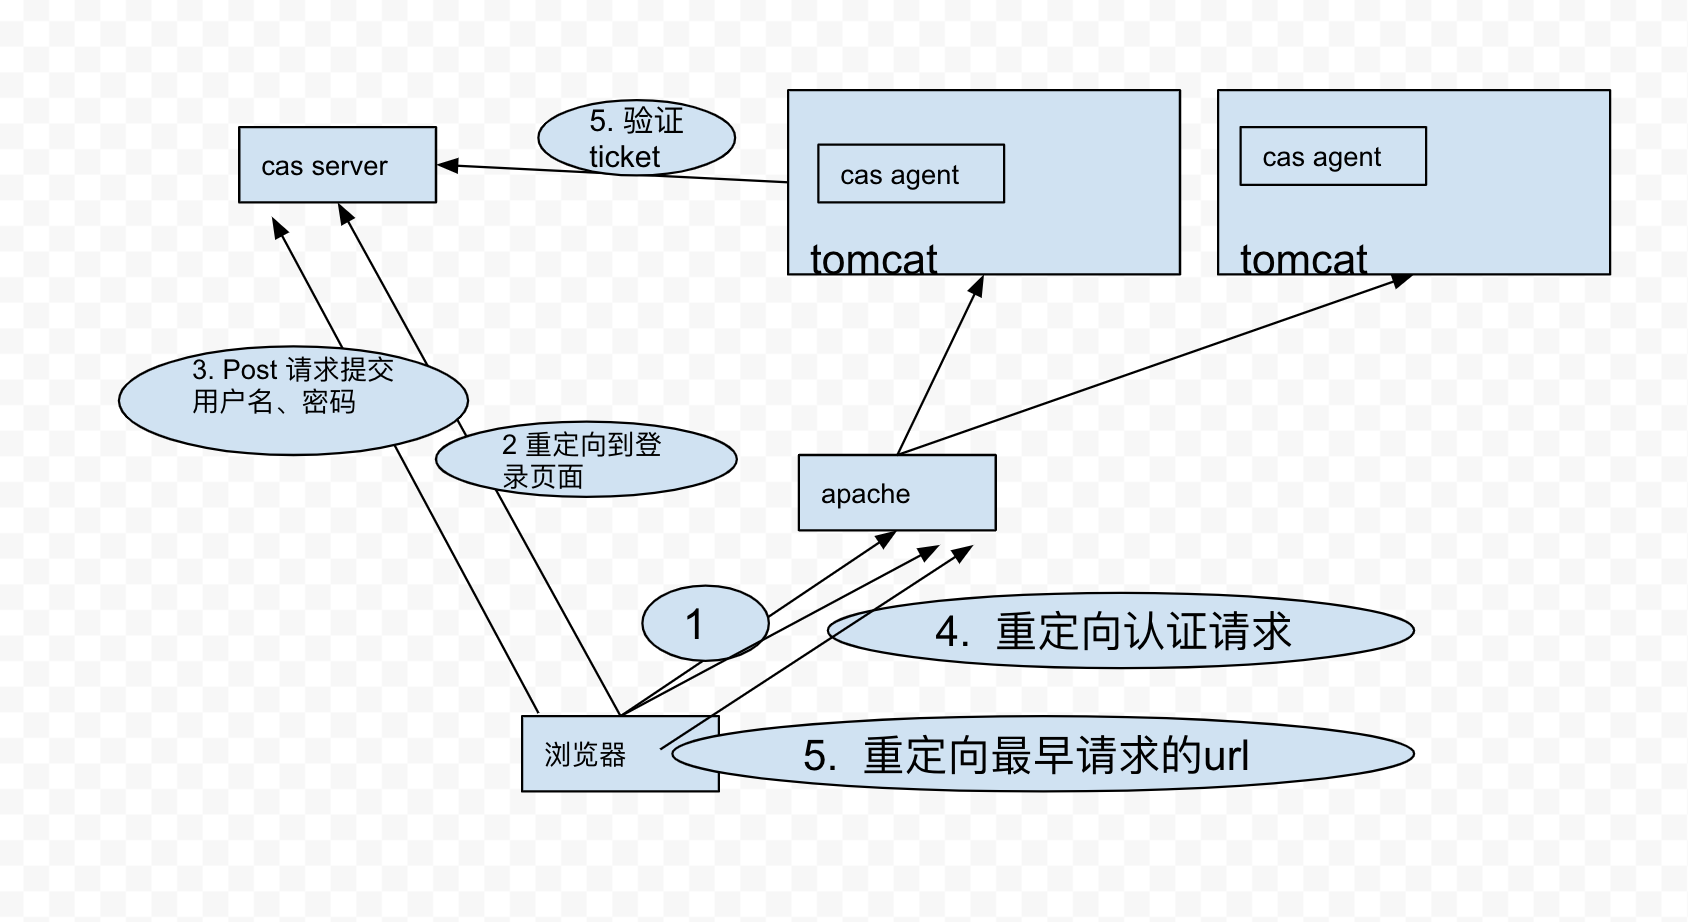 5. 验证
ticket
cas server
cas agent
tomcat
cas agent
tomcat
3. Post 请求提交
用户名、密码
2 重定向到登
录页面
apache
1
4. 重定向认证请求
浏览器
5. 重定向最早请求的url